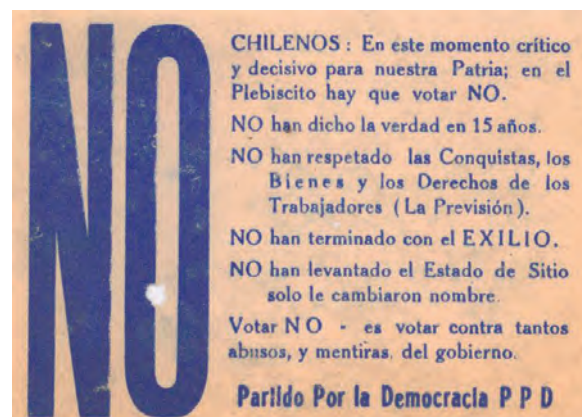 NO
CHILENOS : En este momento crítico
y decisivo para nuestra Patria; en el
Plebiscito hay que votar NO.
NO han dicho la verdad en 15 años.
NO han respetado las Conquistas, los
Bienes y los Derechos de los
Trabajadores ( La Previsión ).
NO han terminado con el EXILIO.
NO han levantado el Estado de Sitio
solo le cambiaron nombre.
Votar NO - es votar contra tantos
abusos, y mentiras, del gobierno.
Partido Por la Democracia P P D